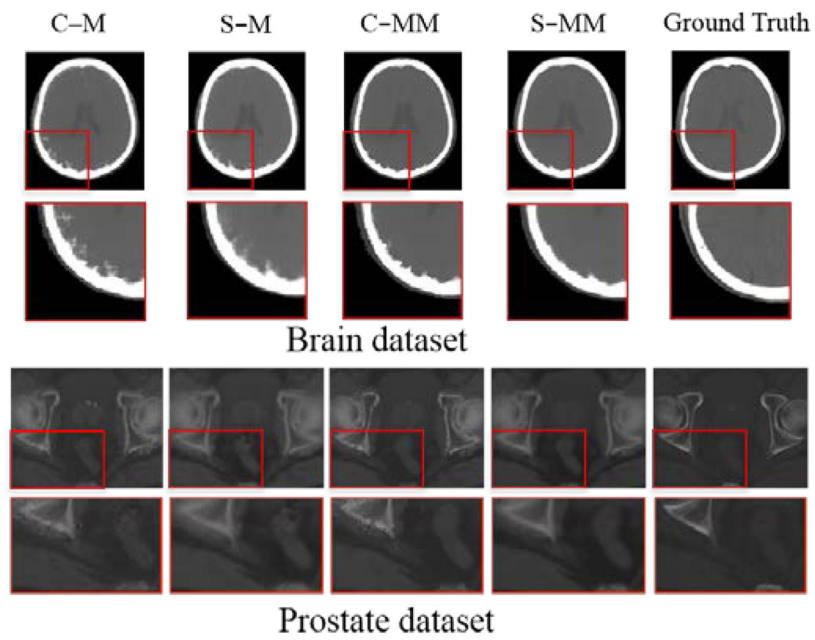 C–M S–M C–MM S–MM Ground Truth
Brain dataset
Prostate dataset